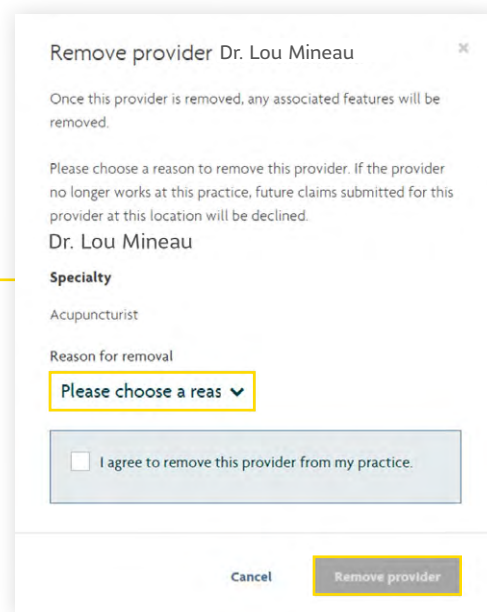 Remove provider Dr. Lou Mineau
×
Once this provider is removed, any associated features will be
removed.
Please choose a reason to remove this provider. If the provider
no longer works at this practice, future claims submitted for this
provider at this location will be declined.
Dr. Lou Mineau
Specialty
Acupuncturist
Reason for removal
Please choose a reas
I agree to remove this provider from my practice.
Cancel Remove provider